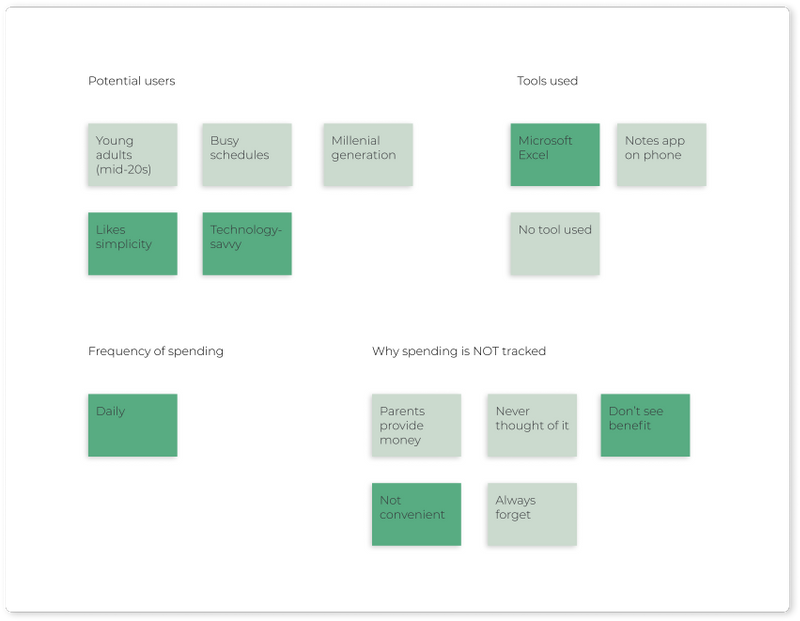 Potential users
Tools used
Young
adults
(mid-20s)
Busy
schedules
Millenial
generation
Microsoft
Excel
Notes app
on phone
Likes
simplicity
Technology-
savvy
No tool used
Frequency of spending
Why spending is NOT tracked
Daily
Parents
provide
money
Never
thought of it
Don't see
benefit
Not
convenient
Always
forget